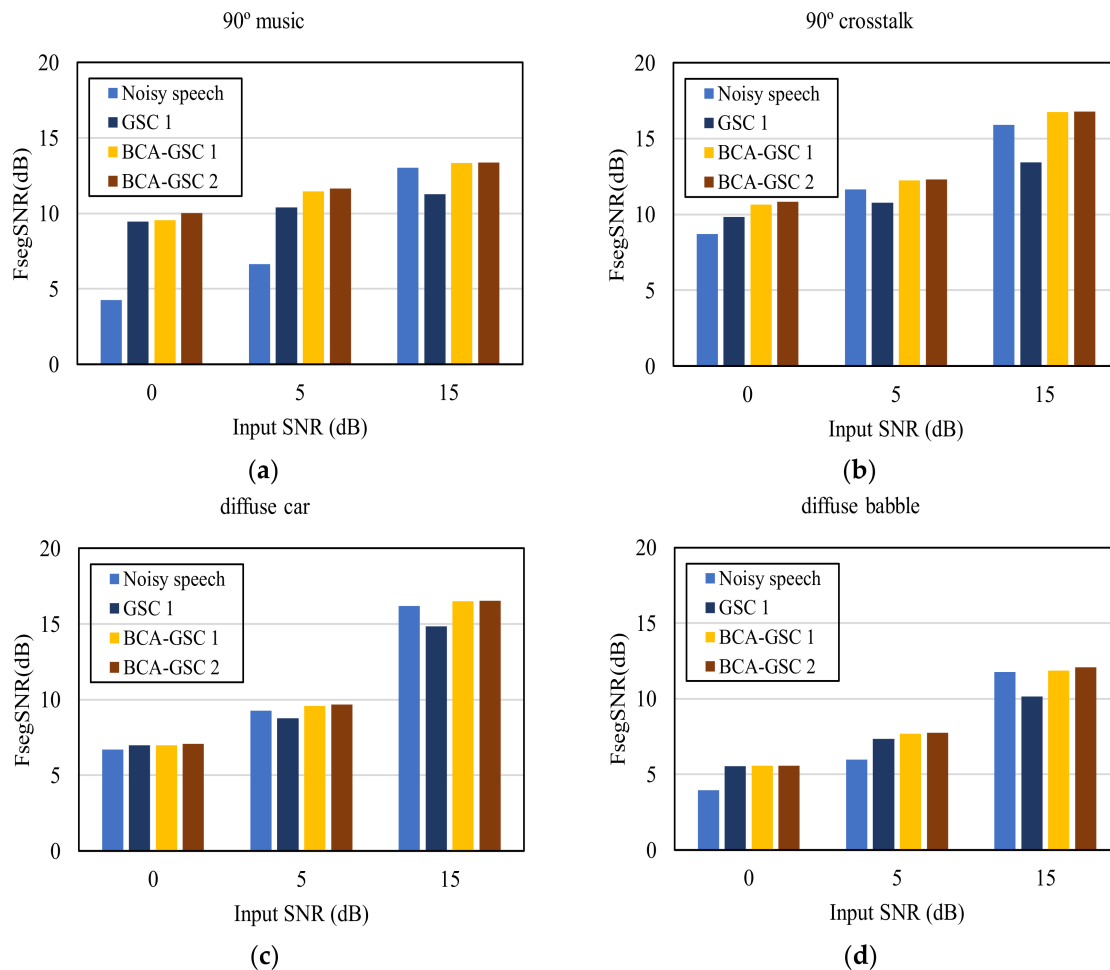 90º music
20
15
10
5
0
FsegSNR(dB)
Noisy speech
GSC 1
BCA-GSC 1
BCA-GSC 2
0 5 15
Input SNR (dB)
(a)
90º crosstalk
20
15
10
5
0
FsegSNR(dB)
Noisy speech
GSC 1
BCA-GSC 1
BCA-GSC 2
0 5 15
Input SNR (dB)
(b)
diffuse car
20
15
10
5
0
FsegSNR(dB)
Noisy speech
GSC 1
BCA-GSC 1
BCA-GSC 2
0 5 15
Input SNR (dB)
(c)
diffuse babble
20
15
10
5
0
FsegSNR(dB)
Noisy speech
GSC 1
BCA-GSC 1
BCA-GSC 2
0 5 15
Input SNR (dB)
(d)